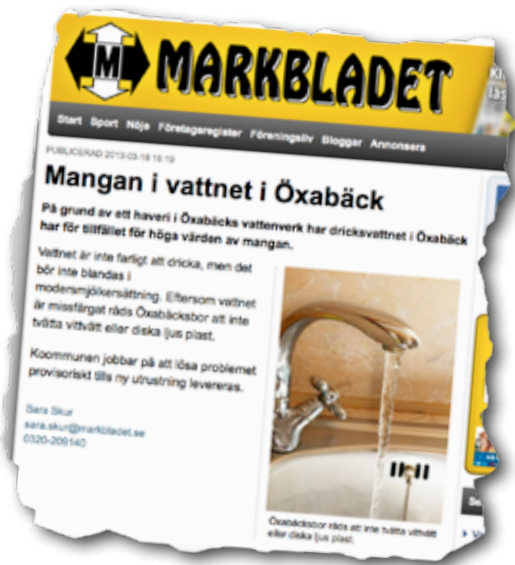 M MARKBLADET
Start Sport Nöje Företagsregister Föreningsliv Bloggar Annonsera
PUBLICERAD 2013-03-18 16:19
Mangan i vattnet i Öxabäck
På grund av ett haveri i Öxabäcks vattenverk har dricksvattnet i Öxabäck
har för tillfället för höga värden av mangan.
Vattnet är inte farligt att dricka, men det
bör inte blandas i
modersmjölkersättning. Eftersom vattnet
är missfärgat råds Öxabäcksbor att inte
tvätta vittvätt eller diska ljus plast.
Koommunen jobbar på att lösa problemet
provisoriskt tills ny utrustning levereras.
Sara Skur
sara.skur@markbladet.se
0320-209140
Öxabäcksbor råds att inte tvätta vittvätt
eller diska ljus plast.